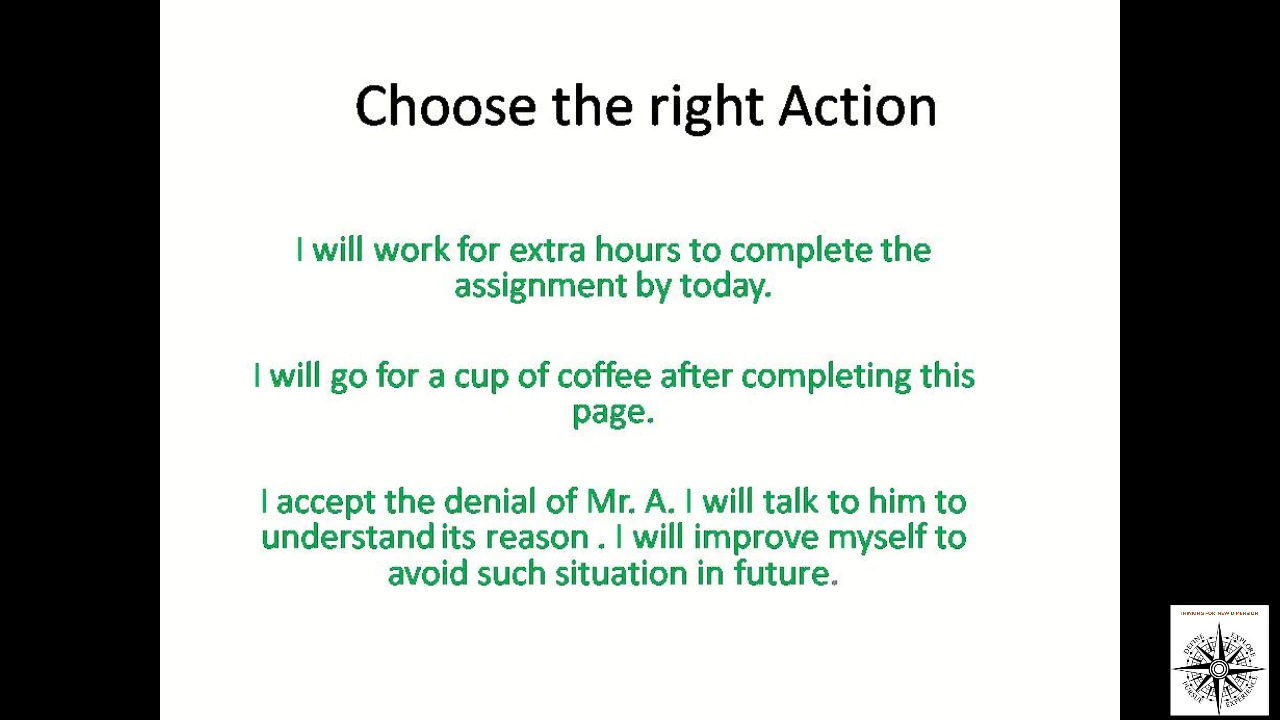 Choose the right Action
I will work for extra hours to complete the
assignment by today.
I will go for a cup of coffee after completing this
page.
I accept the denial of Mr. A. I will talk to him to
understand its reason . I will improve myself to
avoid such situation in future.
EXPLORE
EXPERIENCE